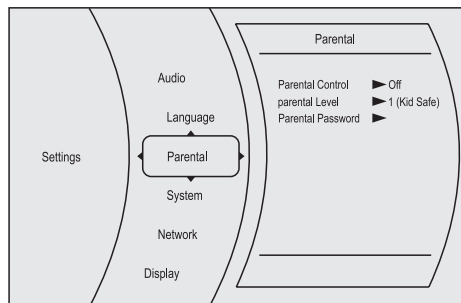 Settings
Audio
Language
Parental
System
Network
Display
Parental
Parental Control ► Off
parental Level ► 1 (Kid Safe)
Parental Password ►